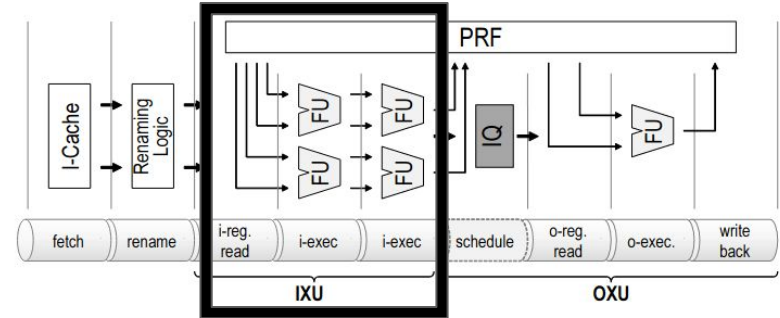 PRF
I-Cache
Renaming
Logic
FU
FU
FU
FU
IQ
FU
fetch
rename
i-reg.
read
i-exec
i-exec
schedule
o-reg.
read
o-exec.
write
back
IXU
OXU